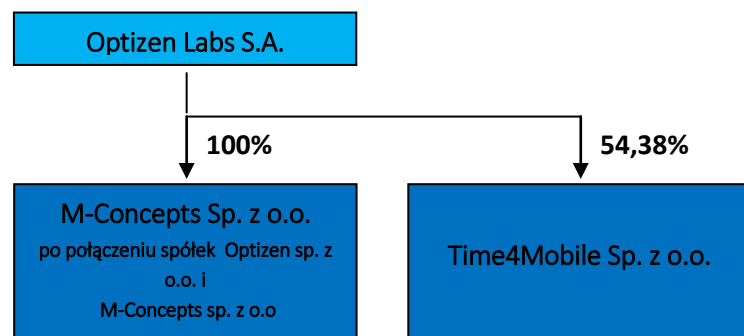 Optizen Labs S.A.
100%
54,38%
M-Concepts Sp. z o.o.
po połączeniu spółek Optizen sp. z
o.o. i
M-Concepts sp. z o.o
Time4Mobile Sp. z o.o.